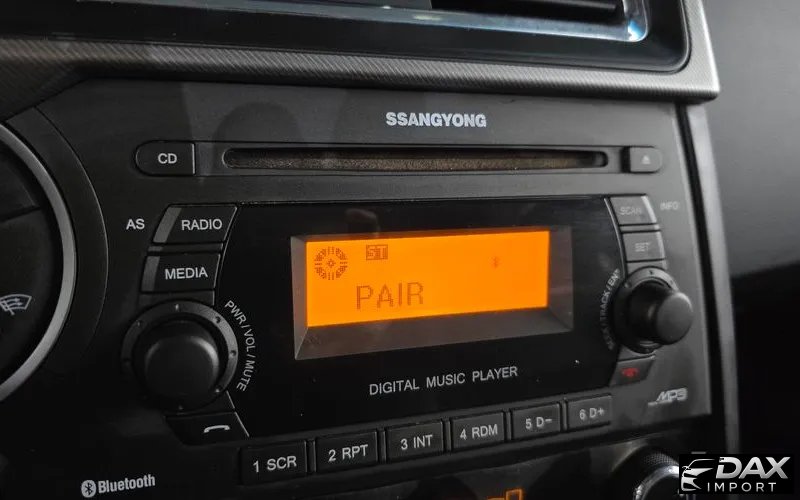 SSANGYONG
CD
AS
RADIO
SCAN
INFO
MEDIA
SET
ST
PAIR
PWR/VOL/MUTE
DIGITAL MUSIC PLAYER
MP3
1 SCR
2 RPT
3 INT
4 RDM
5 D−
6 D+
Bluetooth
DAX
IMPORT